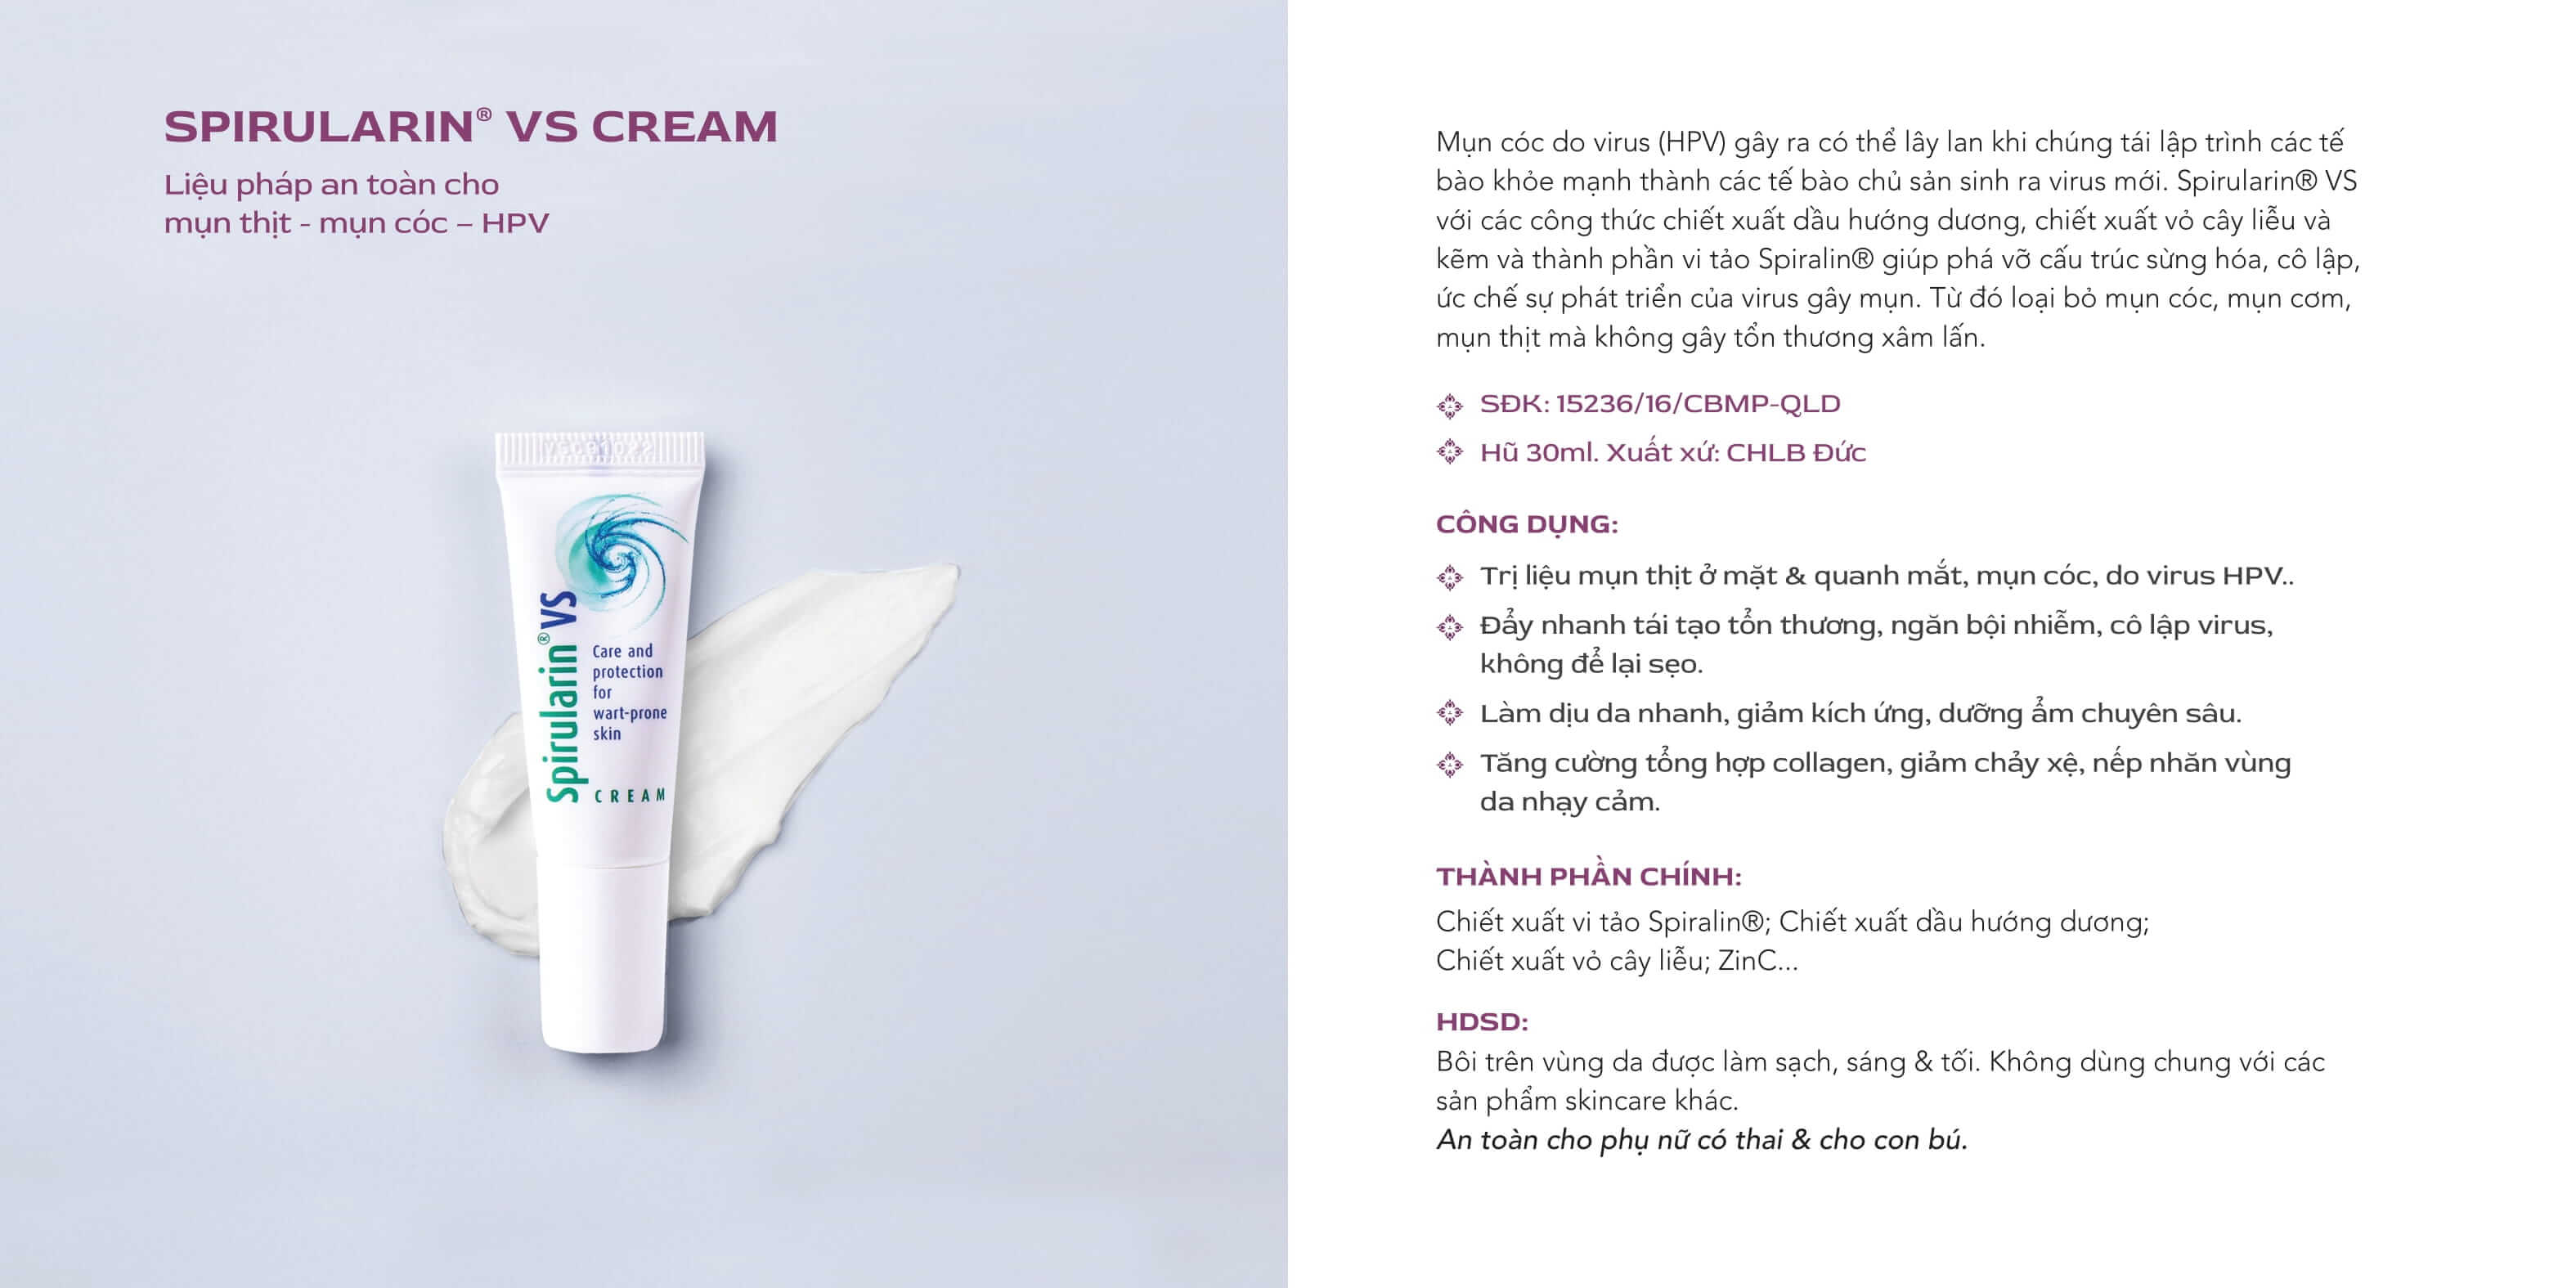 SPIRULARIN® VS CREAM
Liệu pháp an toàn cho
mụn thịt - mụn cóc – HPV
VSC91022
Spirularin® VS
Care and
protection
for
wart-prone
skin
CREAM
Mụn cóc do virus (HPV) gây ra có thể lây lan khi chúng tái lập trình các tế
bào khỏe mạnh thành các tế bào chủ sản sinh ra virus mới. Spirularin® VS
với các công thức chiết xuất dầu hướng dương, chiết xuất vỏ cây liễu và
kẽm và thành phần vi tảo Spiralin® giúp phá vỡ cấu trúc sừng hóa, cô lập,
ức chế sự phát triển của virus gây mụn. Từ đó loại bỏ mụn cóc, mụn cơm,
mụn thịt mà không gây tổn thương xâm lấn.
SĐK: 15236/16/CBMP-QLD
Hũ 30ml. Xuất xứ: CHLB Đức
CÔNG DỤNG:
Trị liệu mụn thịt ở mặt & quanh mắt, mụn cóc, do virus HPV..
Đẩy nhanh tái tạo tổn thương, ngăn bội nhiễm, cô lập virus,
không để lại sẹo.
Làm dịu da nhanh, giảm kích ứng, dưỡng ẩm chuyên sâu.
Tăng cường tổng hợp collagen, giảm chảy xệ, nếp nhăn vùng
da nhạy cảm.
THÀNH PHẦN CHÍNH:
Chiết xuất vi tảo Spiralin®; Chiết xuất dầu hướng dương;
Chiết xuất vỏ cây liễu; ZinC...
HDSD:
Bôi trên vùng da được làm sạch, sáng & tối. Không dùng chung với các
sản phẩm skincare khác.
An toàn cho phụ nữ có thai & cho con bú.